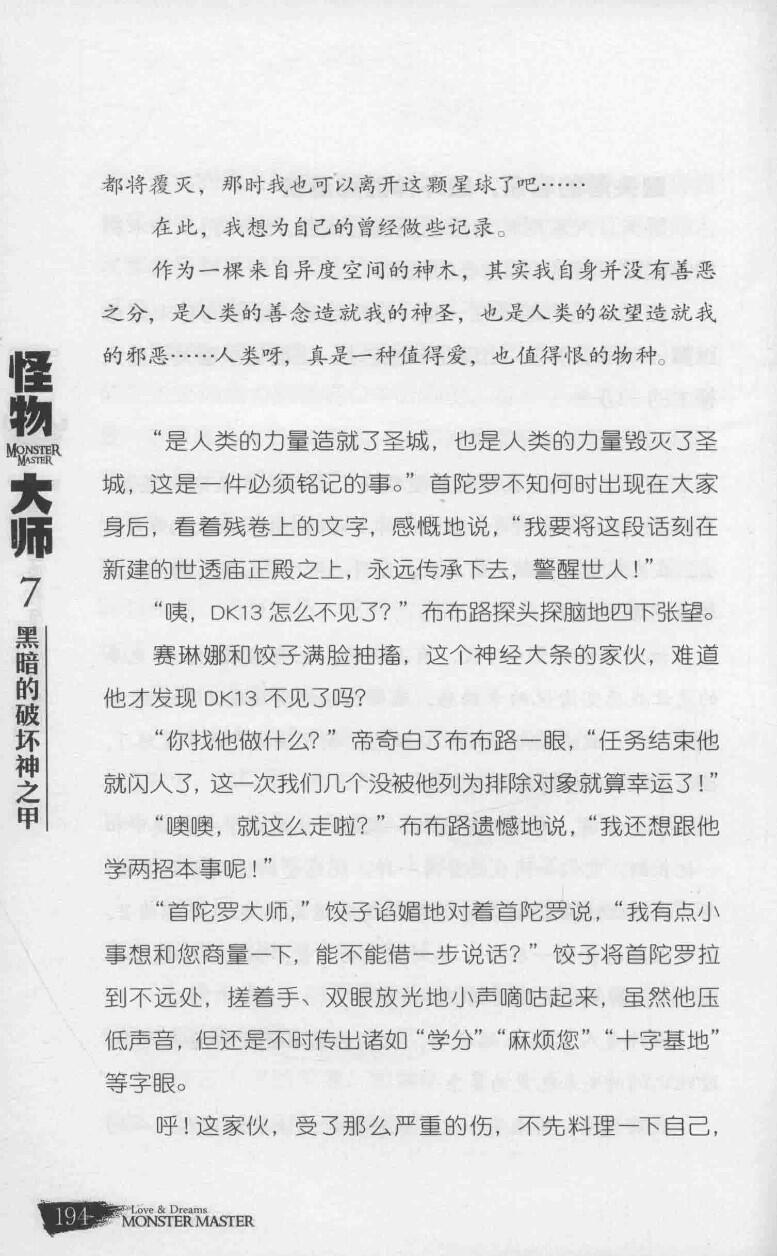 都将覆灭，那时我也可以离开这颗星球了吧……
在此，我想为自己的曾经做些记录。
作为一棵来自异度空间的神木，其实我自身并没有善恶
之分，是人类的善念造就我的神圣，也是人类的欲望造就我
的邪恶……人类呀，真是一种值得爱，也值得恨的物种。
“是人类的力量造就了圣城，也是人类的力量毁灭了圣
城，这是一件必须铭记的事。”首陀罗不知何时出现在大家
身后，看着残卷上的文字，感慨地说，“我要将这段话刻在
新建的世透庙正殿之上，永远传承下去，警醒世人！”
“咦，DK13怎么不见了？”布布路探头探脑地四下张望。
赛琳娜和饺子满脸抽搐，这个神经大条的家伙，难道
他才发现DK13不见了吗？
“你找他做什么？”帝奇白了布布路一眼，“任务结束他
就闪人了，这一次我们几个没被他列为排除对象就算幸运了！”
“噢噢，就这么走啦？”布布路遗憾地说，“我还想跟他
学两招本事呢！”
“首陀罗大师，”饺子谄媚地对着首陀罗说，“我有点小
事想和您商量一下，能不能借一步说话？”饺子将首陀罗拉
到不远处，搓着手、双眼放光地小声嘀咕起来，虽然他压
低声音，但还是不时传出诸如“学分”“麻烦您”“十字基地”
等字眼。
呼！这家伙，受了那么严重的伤，不先料理一下自己，
怪物
MONSTER
MASTER
大师
7
黑暗的破坏神之甲
194
Love & Dreams
MONSTER MASTER